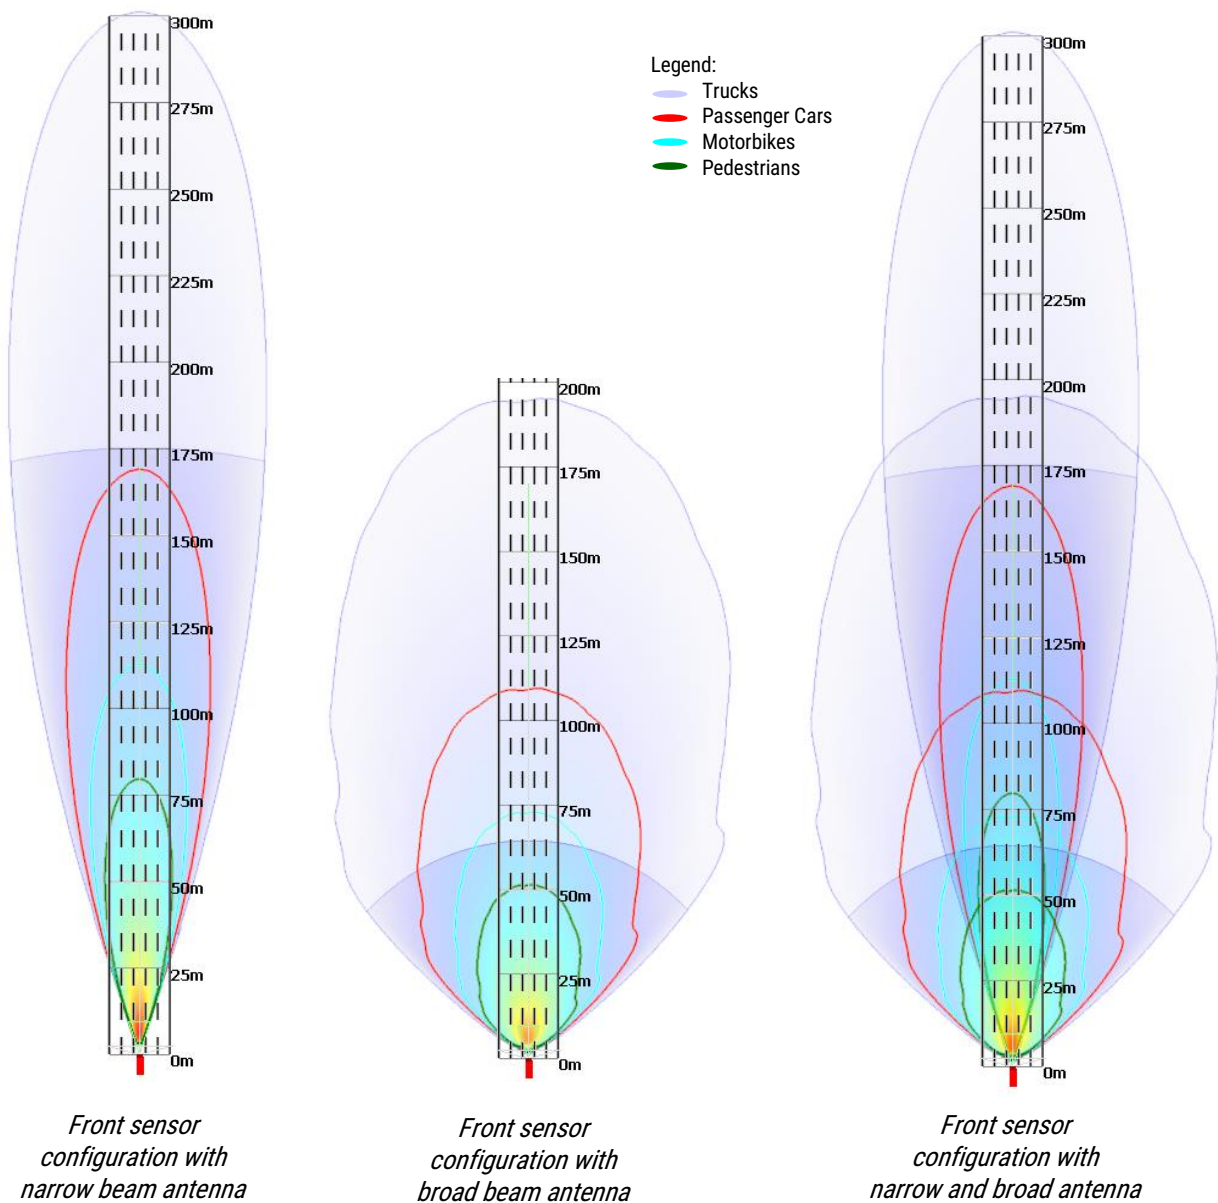 300m
275m
250m
225m
200m
175m
150m
125m
100m
75m
50m
25m
0m
Front sensor
configuration with
narrow beam antenna
200m
175m
150m
125m
100m
75m
50m
25m
0m
Front sensor
configuration with
broad beam antenna
Legend:
Trucks
Passenger Cars
Motorbikes
Pedestrians
300m
275m
250m
225m
200m
175m
150m
125m
100m
75m
50m
25m
0m
Front sensor
configuration with
narrow and broad antenna